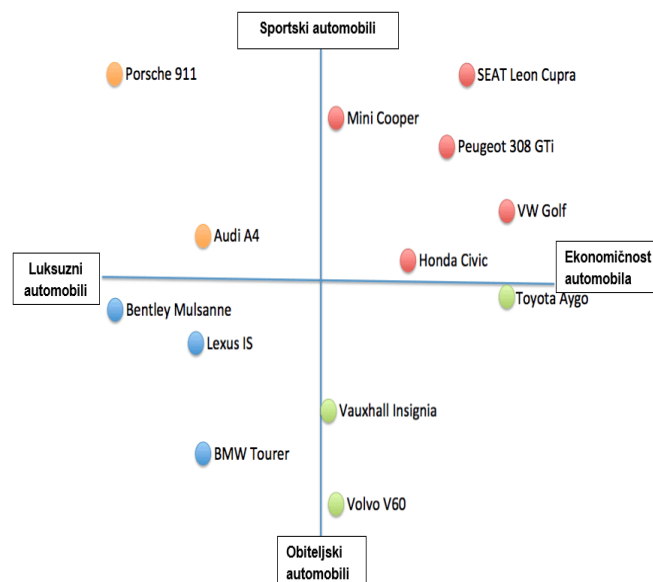 Sportski automobili
Porsche 911
SEAT Leon Cupra
Mini Cooper
Peugeot 308 GTi
VW Golf
Audi A4
Honda Civic
Luksuzni
automobili
Ekonomičnost
automobila
Bentley Mulsanne
Toyota Aygo
Lexus IS
Vauxhall Insignia
BMW Tourer
Volvo V60
Obiteljski
automobili